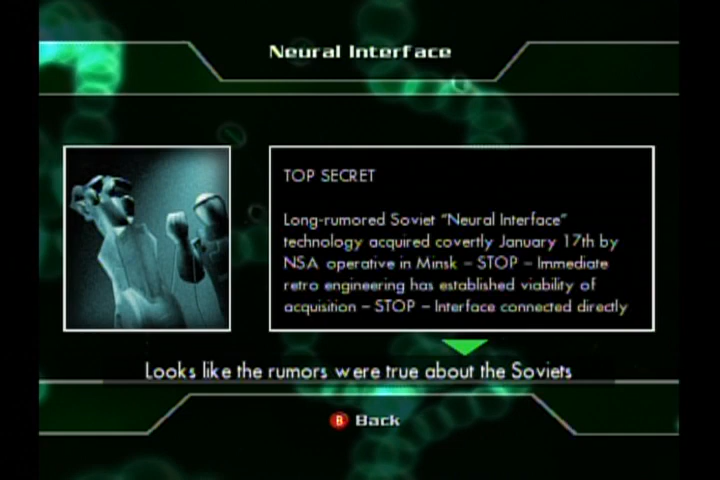 Neural Interface
TOP SECRET
Long-rumored Soviet "Neural Interface"
technology acquired covertly January 17th by
NSA operative in Minsk – STOP – Immediate
retro engineering has established viability of
acquisition – STOP – Interface connected directly
Looks like the rumors were true about the Soviets
B Back